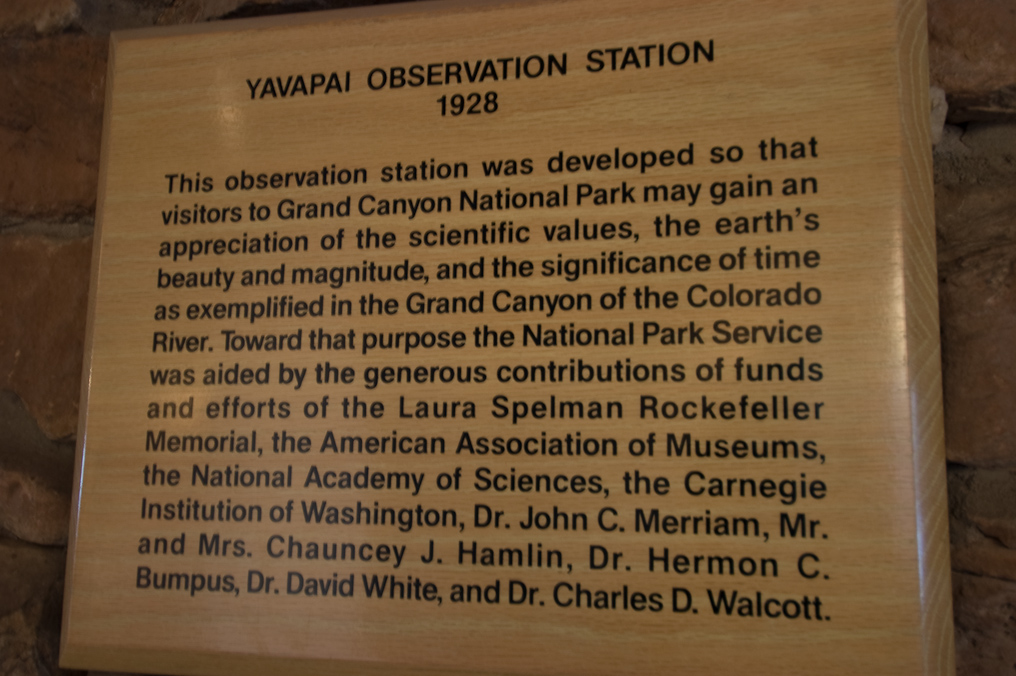 YAVAPAI OBSERVATION STATION
1928
This observation station was developed so that
visitors to Grand Canyon National Park may gain an
appreciation of the scientific values, the earth's
beauty and magnitude, and the significance of time
as exemplified in the Grand Canyon of the Colorado
River. Toward that purpose the National Park Service
was aided by the generous contributions of funds
and efforts of the Laura Spelman Rockefeller
Memorial, the American Association of Museums,
the National Academy of Sciences, the Carnegie
Institution of Washington, Dr. John C. Merriam, Mr.
and Mrs. Chauncey J. Hamlin, Dr. Hermon C.
Bumpus, Dr. David White, and Dr. Charles D. Walcott.